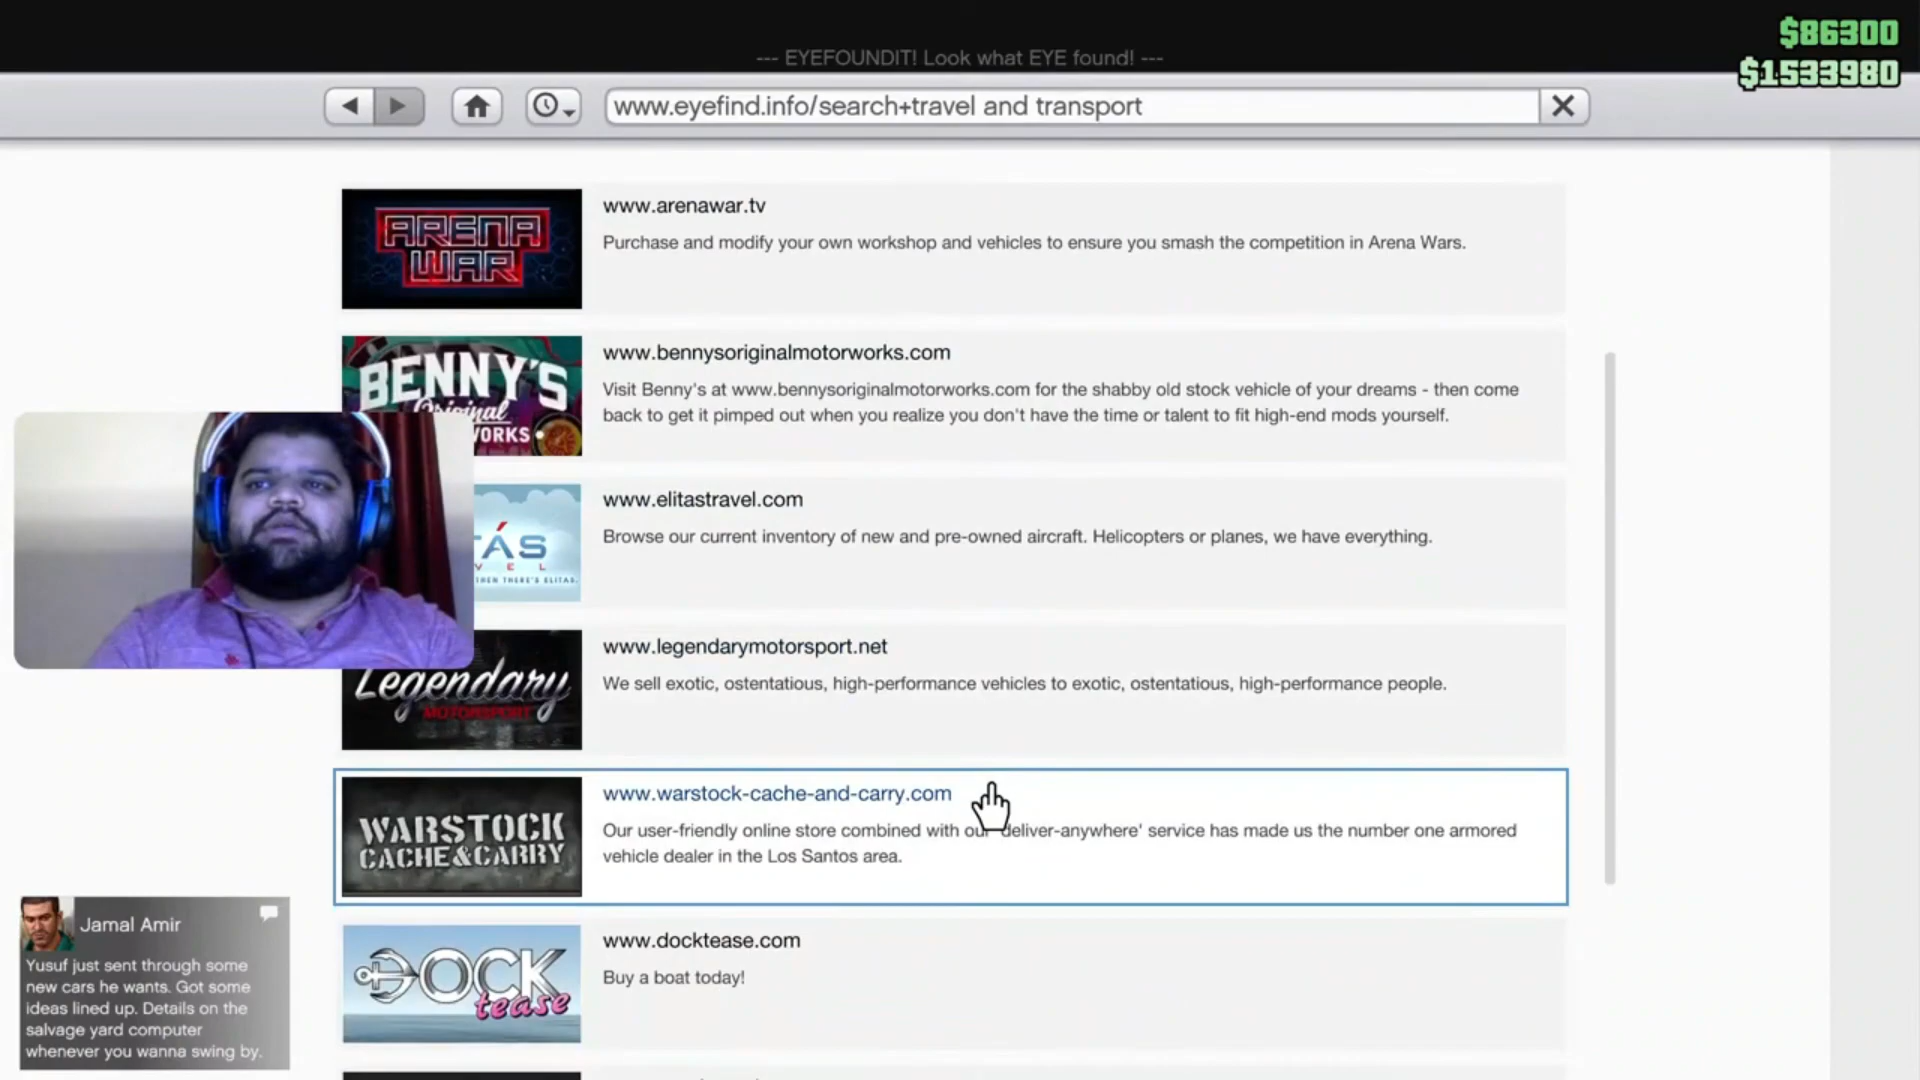 $86300
--- EYEFOUNDIT! Look what EYE found! ---
$1533980
www.eyefind.info/search+travel and transport
ARENA
WAR
www.arenawar.tv
Purchase and modify your own workshop and vehicles to ensure you smash the competition in Arena Wars.
BENNY'S
Original
WORKS
www.bennysoriginalmotorworks.com
Visit Benny's at www.bennysoriginalmotorworks.com for the shabby old stock vehicle of your dreams - then come
back to get it pimped out when you realize you don't have the time or talent to fit high-end mods yourself.
TÁS
VEL
THEN THERE'S ELITAS.
www.elitastravel.com
Browse our current inventory of new and pre-owned aircraft. Helicopters or planes, we have everything.
Legendary
MOTORSPORT
www.legendarymotorsport.net
We sell exotic, ostentatious, high-performance vehicles to exotic, ostentatious, high-performance people.
WARSTOCK
CACHE&CARRY
www.warstock-cache-and-carry.com
Our user-friendly online store combined with our 'deliver-anywhere' service has made us the number one armored
vehicle dealer in the Los Santos area.
DOCK
tease
www.docktease.com
Buy a boat today!
Jamal Amir
Yusuf just sent through some
new cars he wants. Got some
ideas lined up. Details on the
salvage yard computer
whenever you wanna swing by.